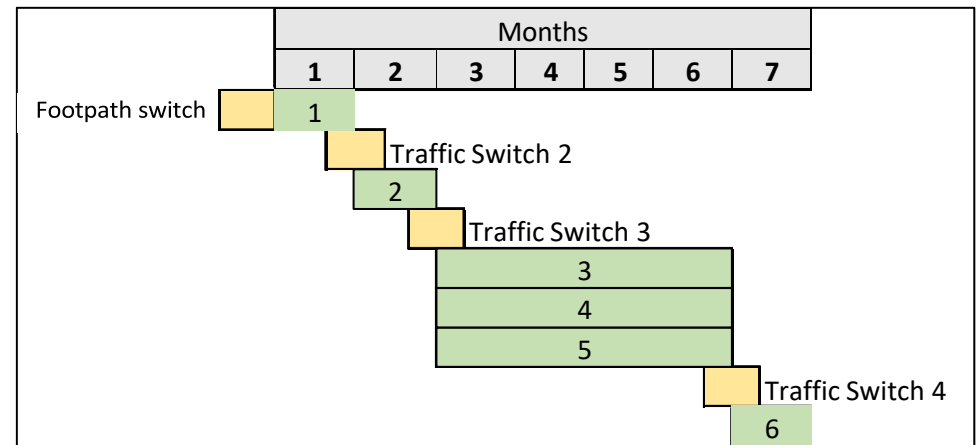 Months
1 2 3 4 5 6 7
Footpath switch 1
Traffic Switch 2
2
Traffic Switch 3
3
4
5
Traffic Switch 4
6